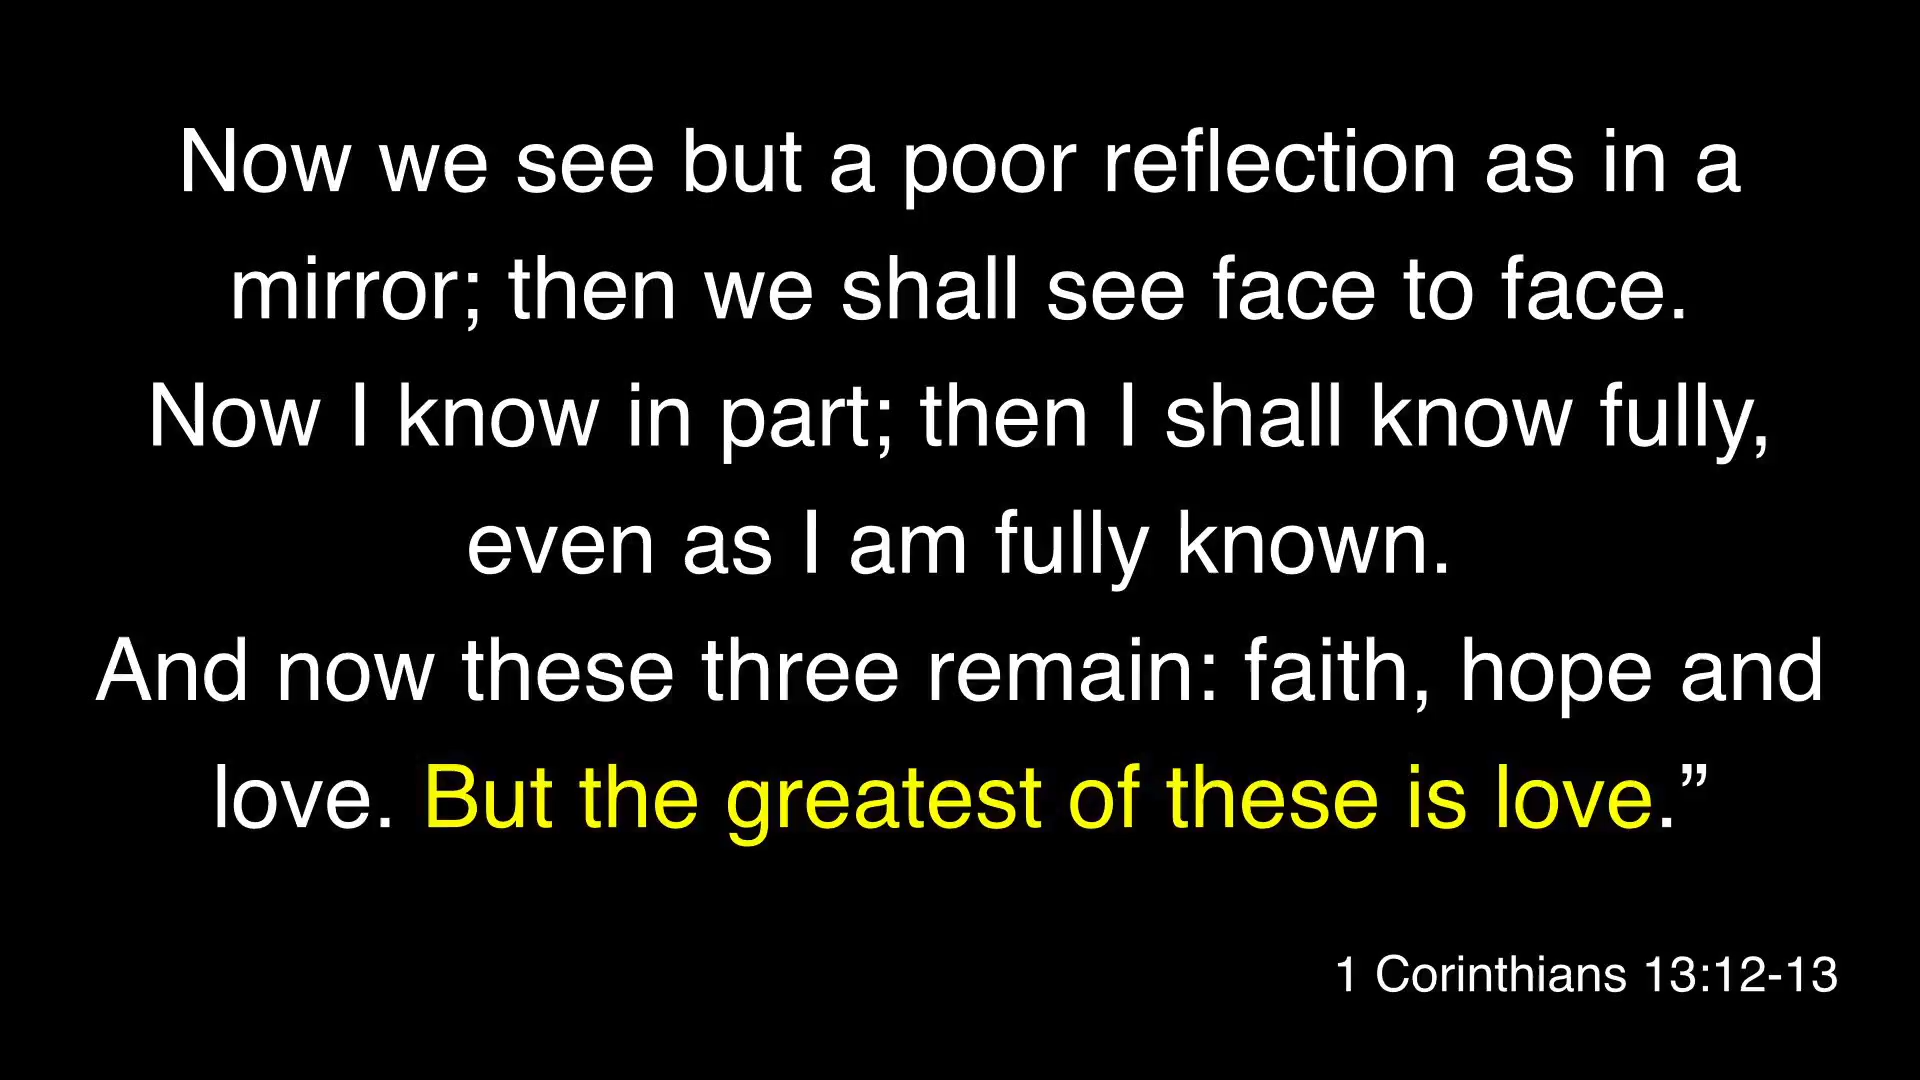 Now we see but a poor reflection as in a
mirror; then we shall see face to face.
Now I know in part; then I shall know fully,
even as I am fully known.
And now these three remain: faith, hope and
love. But the greatest of these is love.”
1 Corinthians 13:12-13